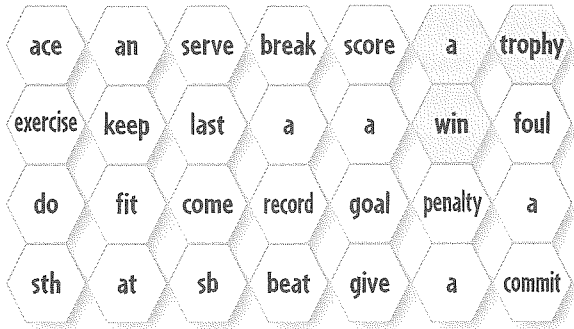 ace an serve break score a trophy
exercise keep last a a win foul
do fit come record goal penalty a
sth at sb beat give a commit